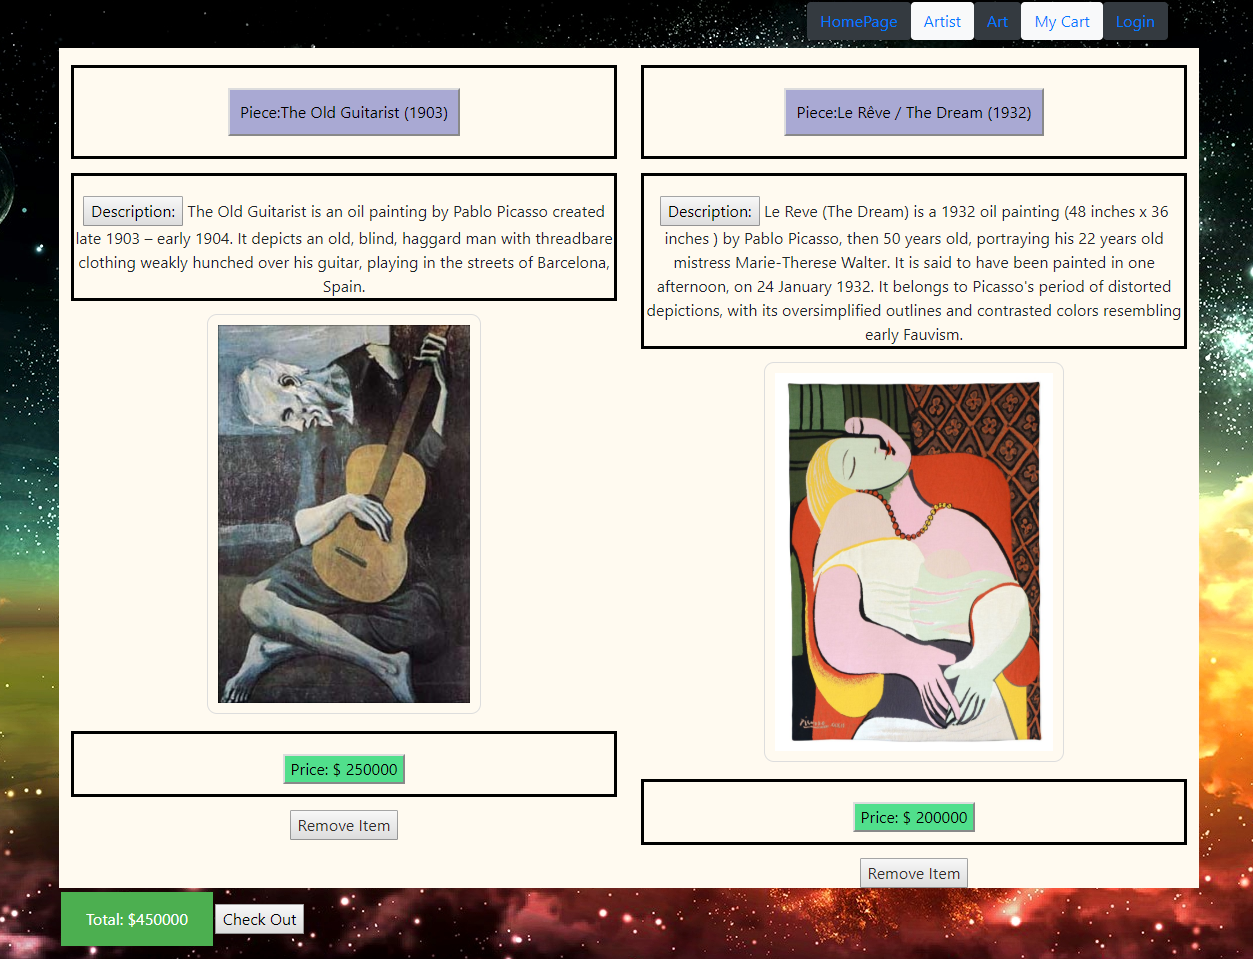 HomePage Artist Art My Cart Login
Piece:The Old Guitarist (1903)
Description: The Old Guitarist is an oil painting by Pablo Picasso created
late 1903 – early 1904. It depicts an old, blind, haggard man with threadbare
clothing weakly hunched over his guitar, playing in the streets of Barcelona,
Spain.
Price: $ 250000
Remove Item
Piece:Le Rêve / The Dream (1932)
Description: Le Reve (The Dream) is a 1932 oil painting (48 inches x 36
inches ) by Pablo Picasso, then 50 years old, portraying his 22 years old
mistress Marie-Therese Walter. It is said to have been painted in one
afternoon, on 24 January 1932. It belongs to Picasso's period of distorted
depictions, with its oversimplified outlines and contrasted colors resembling
early Fauvism.
Picasso
Price: $ 200000
Remove Item
Total: $450000
Check Out